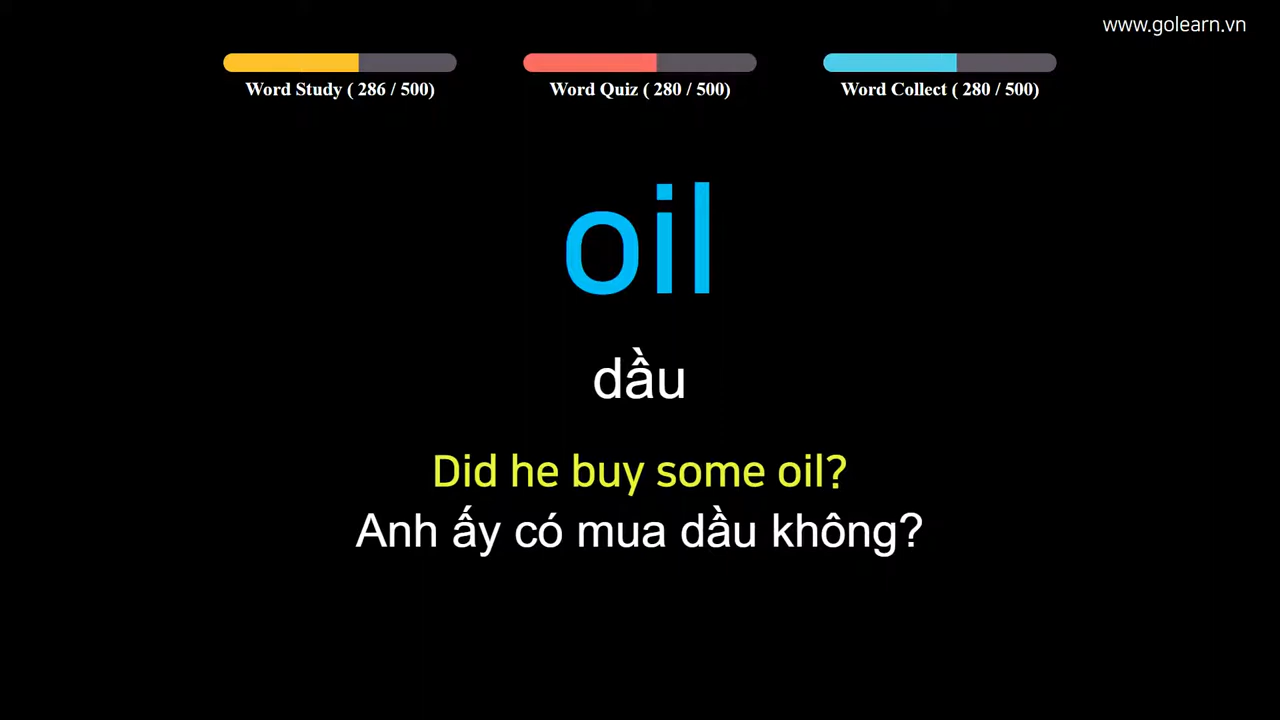 www.golearn.vn
Word Study ( 286 / 500)
Word Quiz ( 280 / 500)
Word Collect ( 280 / 500)
oil
dầu
Did he buy some oil?
Anh ấy có mua dầu không?